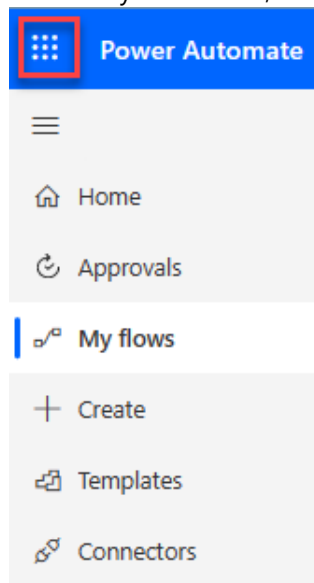 Power Automate
Home
Approvals
My flows
Create
Templates
Connectors